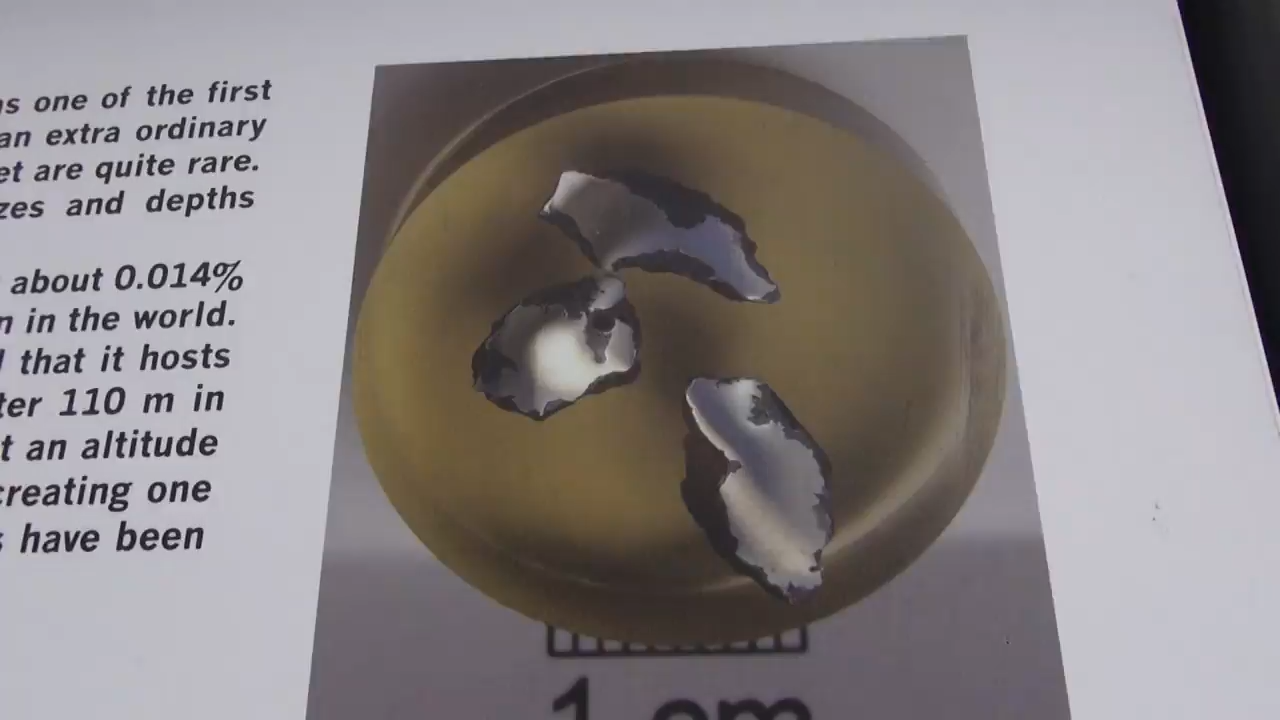 as one of the first
an extra ordinary
et are quite rare.
zes and depths
about 0.014%
n in the world.
that it hosts
ter 110 m in
t an altitude
creating one
s have been
1 cm